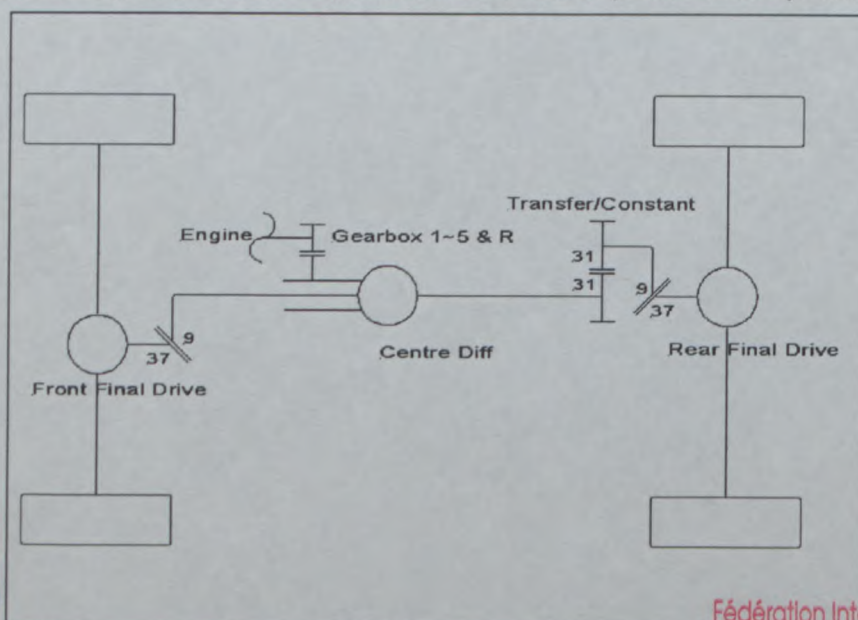 Transfer/Constant
Engine
Gearbox 1~5 & R
31
31
9
37
9
37
Centre Diff
Rear Final Drive
Front Final Drive
Fédération Int